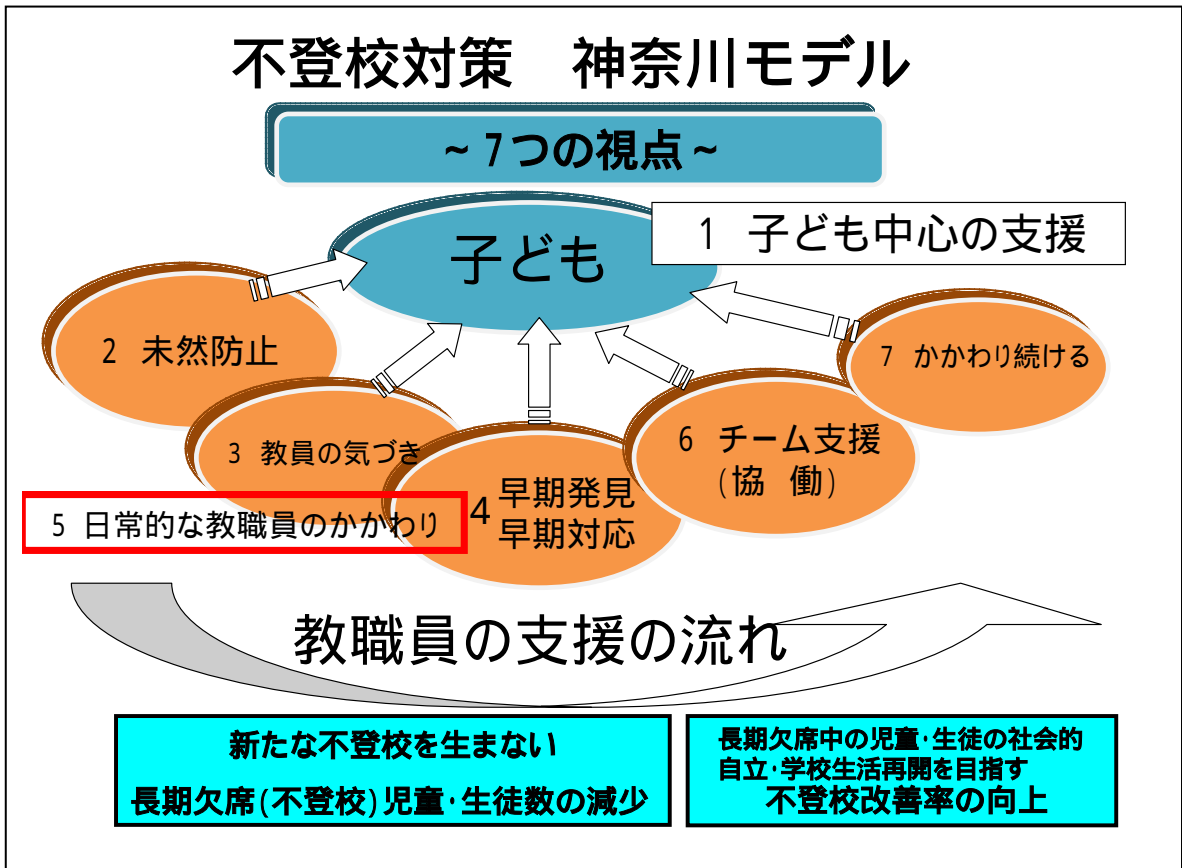 不登校対策　神奈川モデル
~7つの視点~
子ども
1 子ども中心の支援
2 未然防止
3 教員の気づき
4 早期発見
早期対応
5 日常的な教職員のかかわり
6 チーム支援
(協 働)
7 かかわり続ける
教職員の支援の流れ
新たな不登校を生まない
長期欠席(不登校)児童·生徒数の減少
長期欠席中の児童·生徒の社会的
自立·学校生活再開を目指す
不登校改善率の向上